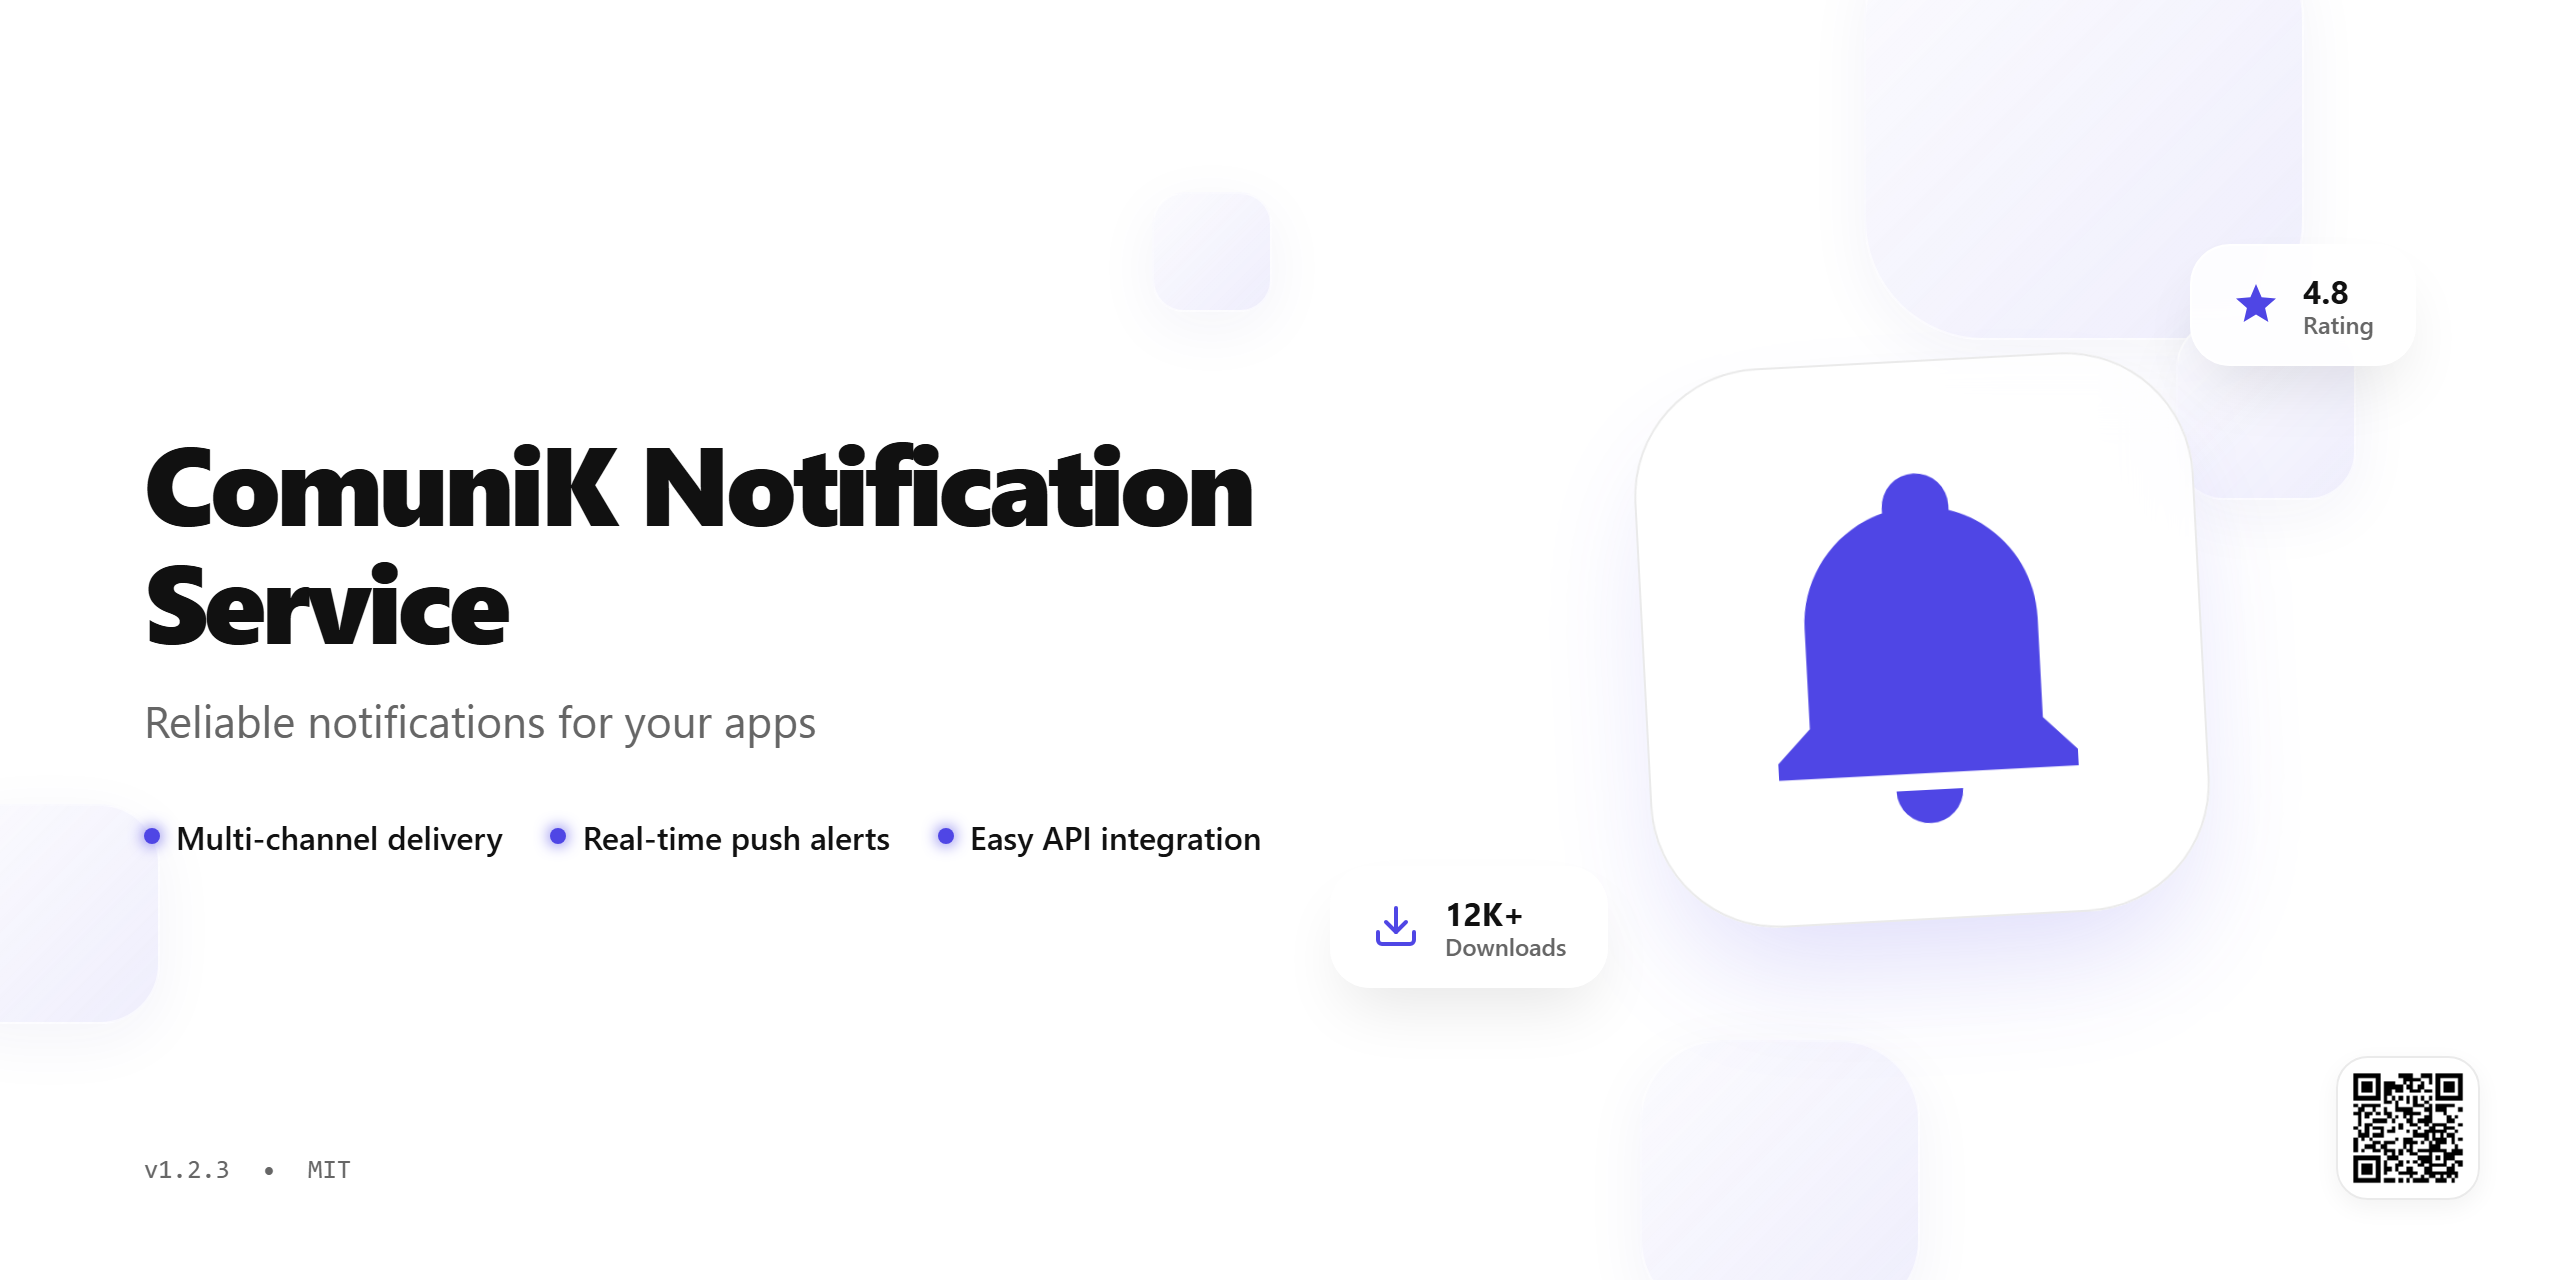 ComuniK Notification
Service
Reliable notifications for your apps
Multi-channel delivery
Real-time push alerts
Easy API integration
4.8
Rating
12K+
Downloads
v1.2.3 • MIT